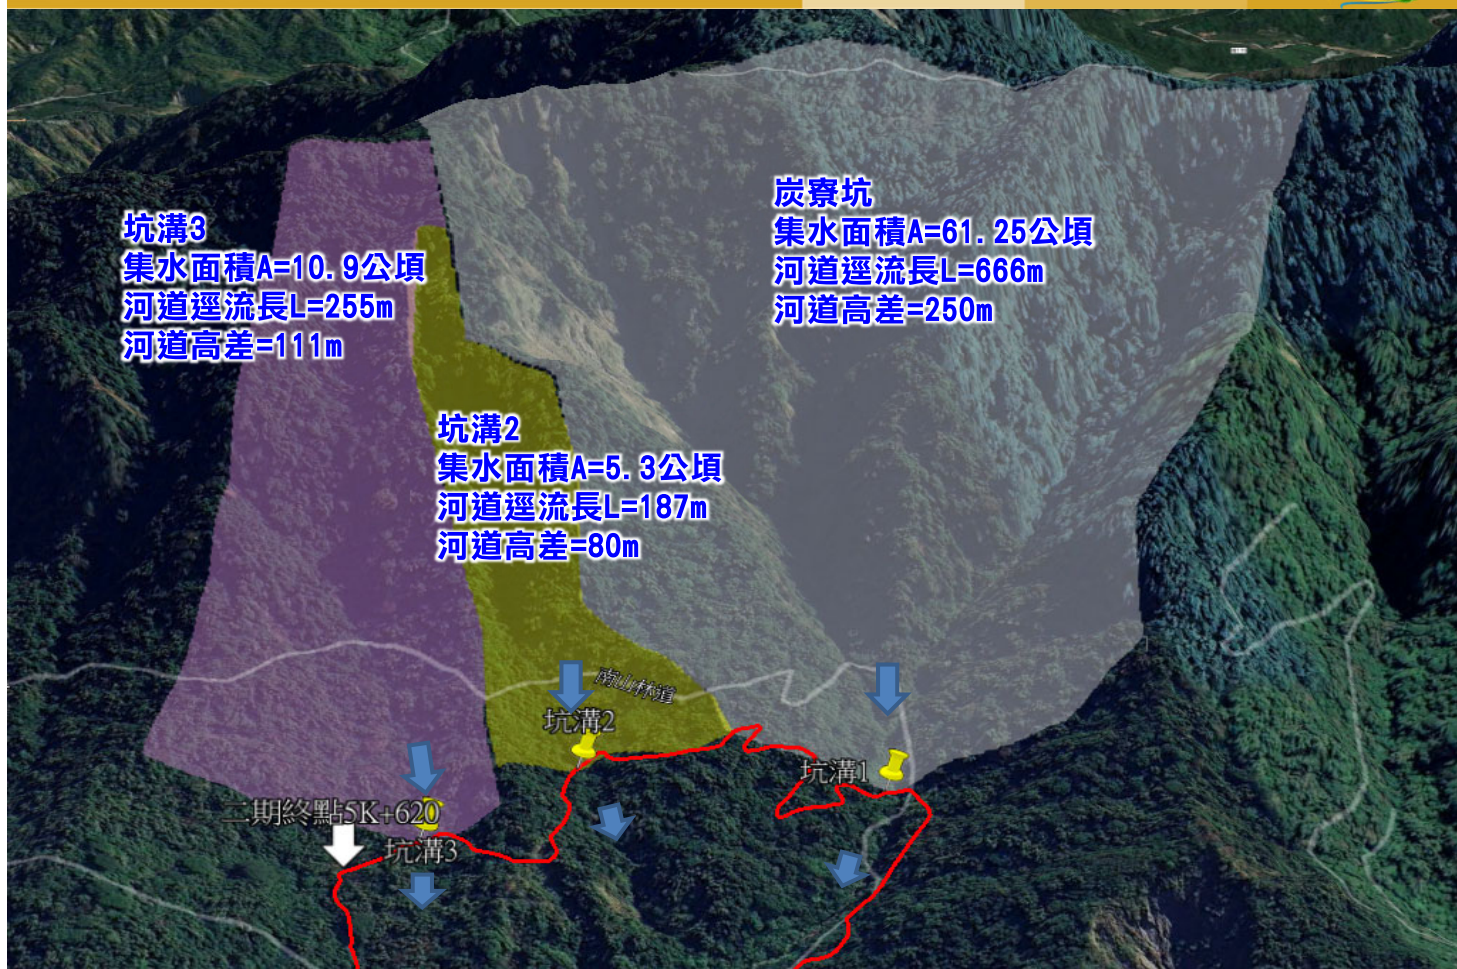 炭寮坑
集水面積A=61.25公頃
河道逕流長L=666m
河道高差=250m
坑溝3
集水面積A=10.9公頃
河道逕流長L=255m
河道高差=111m
坑溝2
集水面積A=5.3公頃
河道逕流長L=187m
河道高差=80m
南山林道
坑溝2
坑溝1
二期終點5K+620
坑溝3